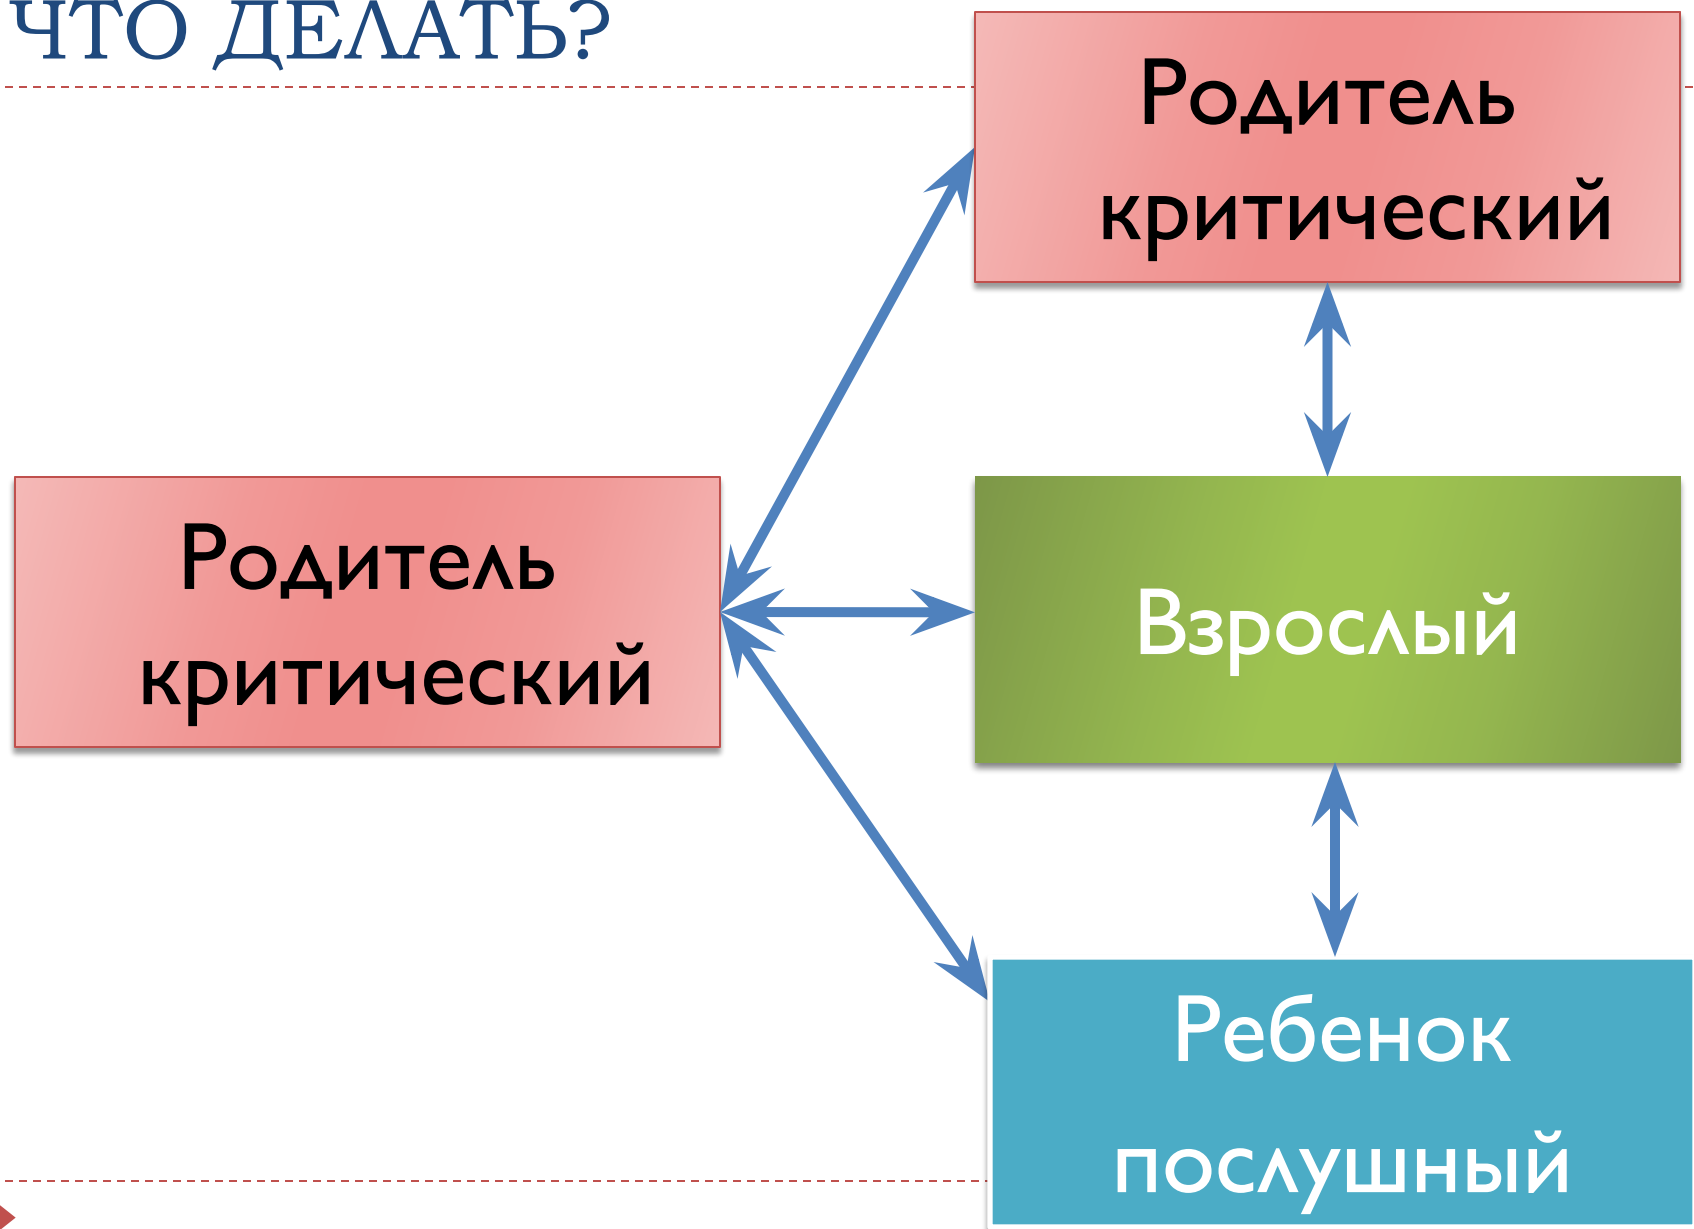 ЧТО ДЕЛАТЬ?
Родитель
критический
Родитель
критический
Взрослый
Ребенок
послушный